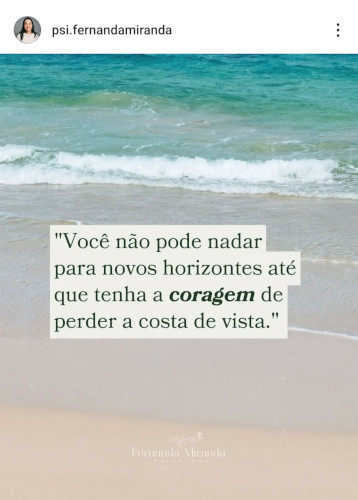 psi.fernandamiranda
"Você não pode nadar
para novos horizontes até
que tenha a coragem de
perder a costa de vista."
Fernanda Miranda